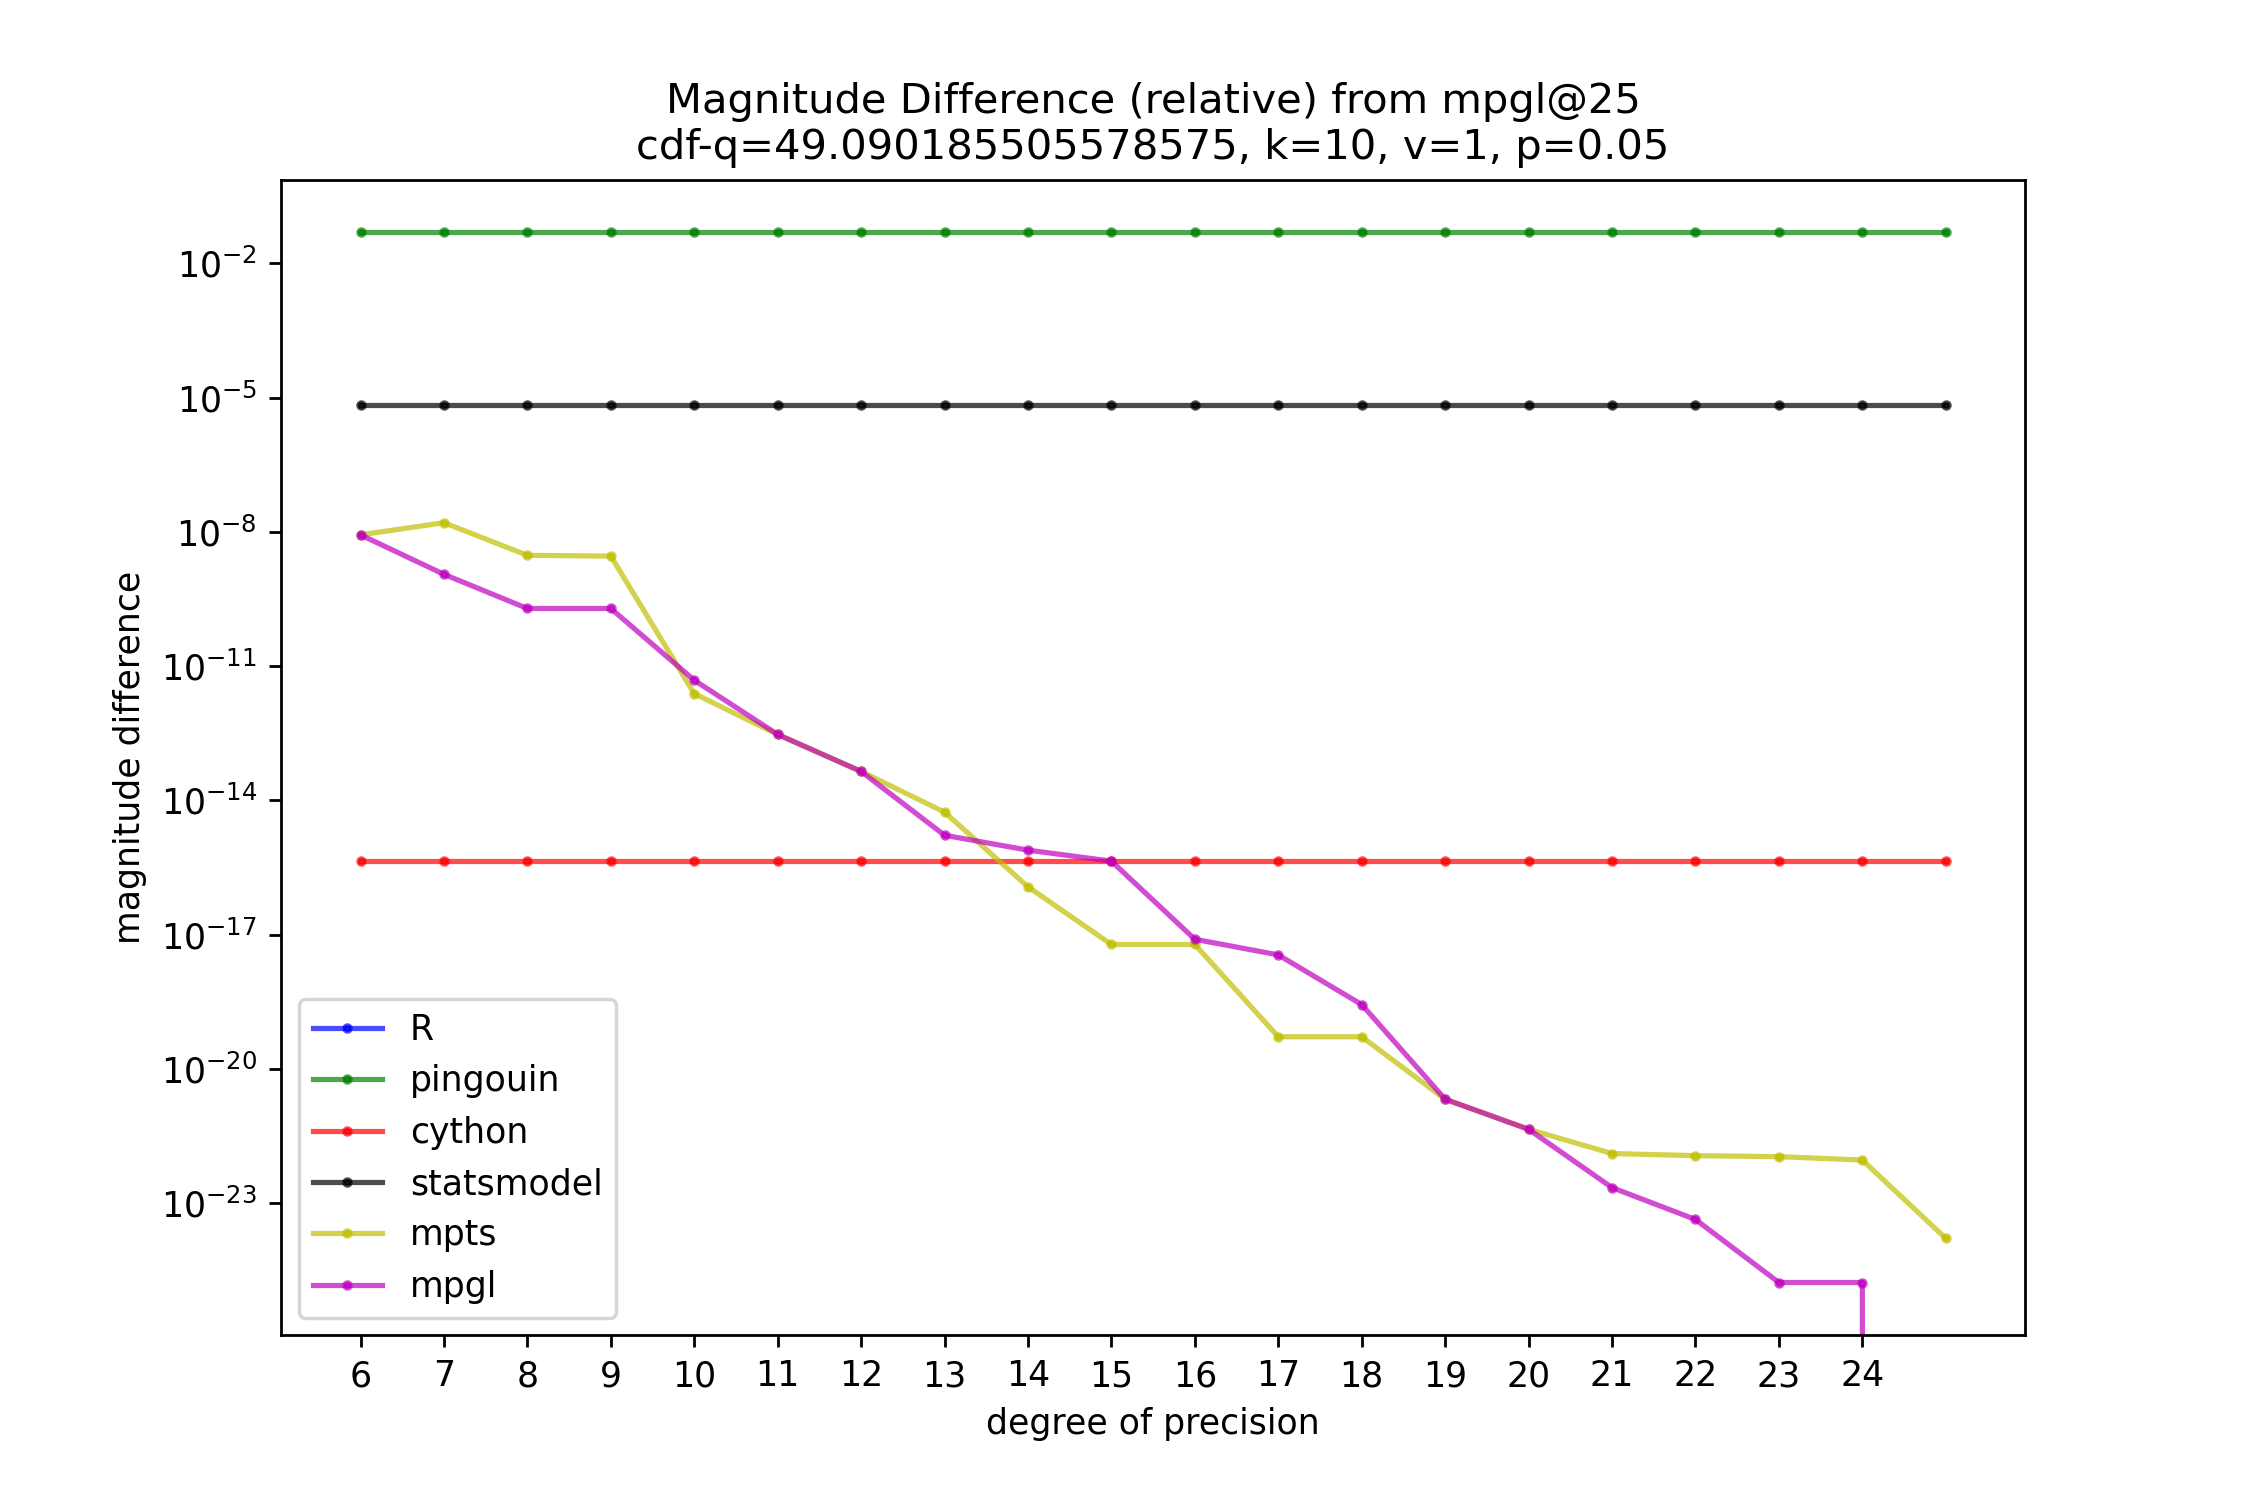 Magnitude Difference (relative) from mpgl@25
cdf-q=49.090185505578575, k=10, v=1, p=0.05
magnitude difference
10⁻²
10⁻⁵
10⁻⁸
10⁻¹¹
10⁻¹⁴
10⁻¹⁷
10⁻²⁰
10⁻²³
R
pingouin
cython
statsmodel
mpts
mpgl
6 7 8 9 10 11 12 13 14 15 16 17 18 19 20 21 22 23 24
degree of precision